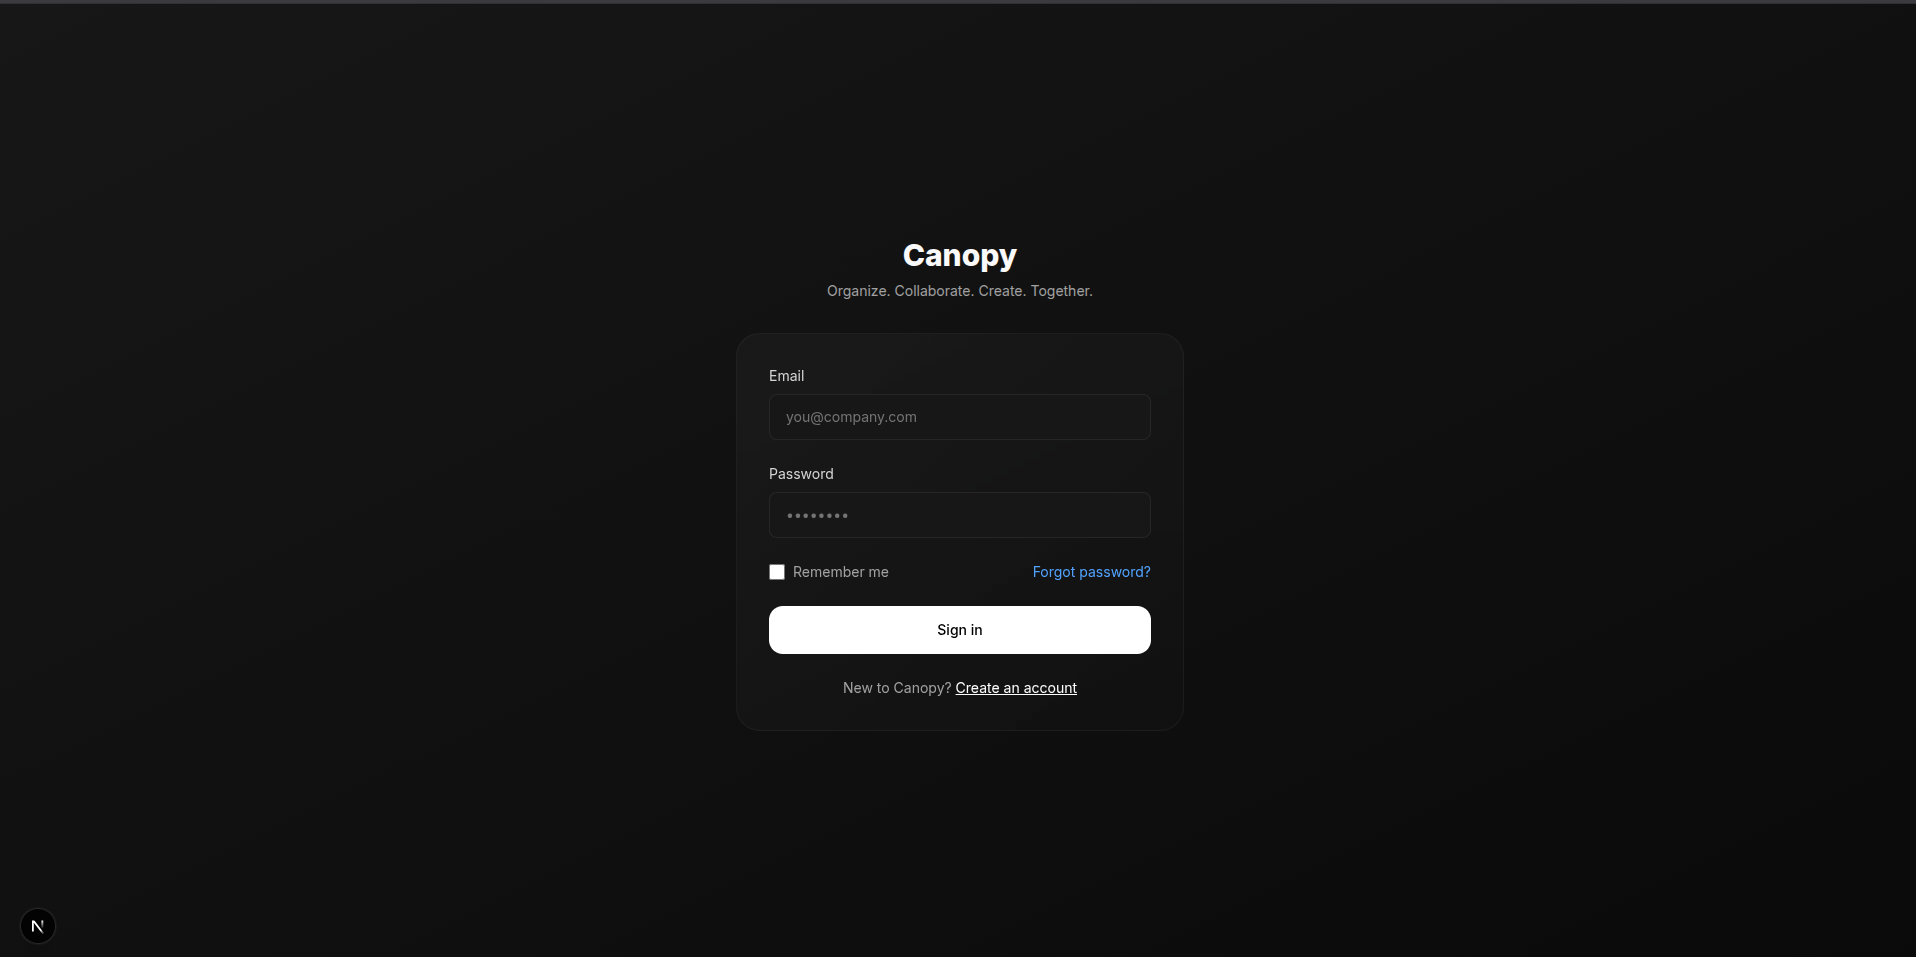 Canopy
Organize. Collaborate. Create. Together.
Email
you@company.com
Password
••••••••
Remember me
Forgot password?
Sign in
New to Canopy? Create an account
N